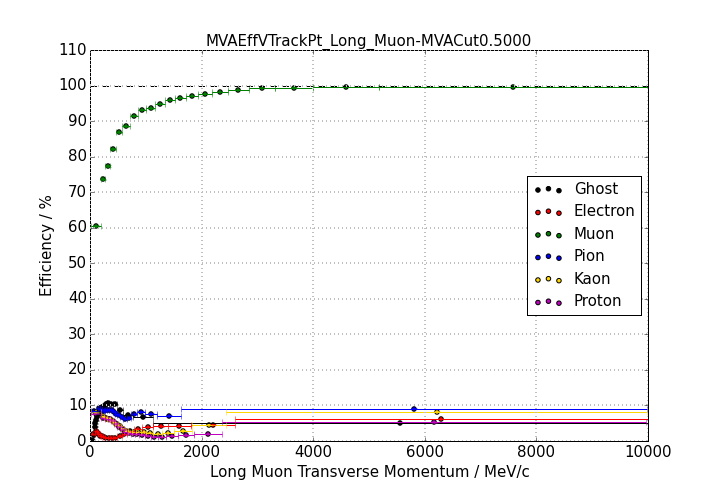 MVAEffVTrackPt_Long_Muon-MVACut0.5000
110
100
90
80
70
60
50
40
30
20
10
0
Efficiency / %
Ghost
Electron
Muon
Pion
Kaon
Proton
0 2000 4000 6000 8000 10000
Long Muon Transverse Momentum / MeV/c